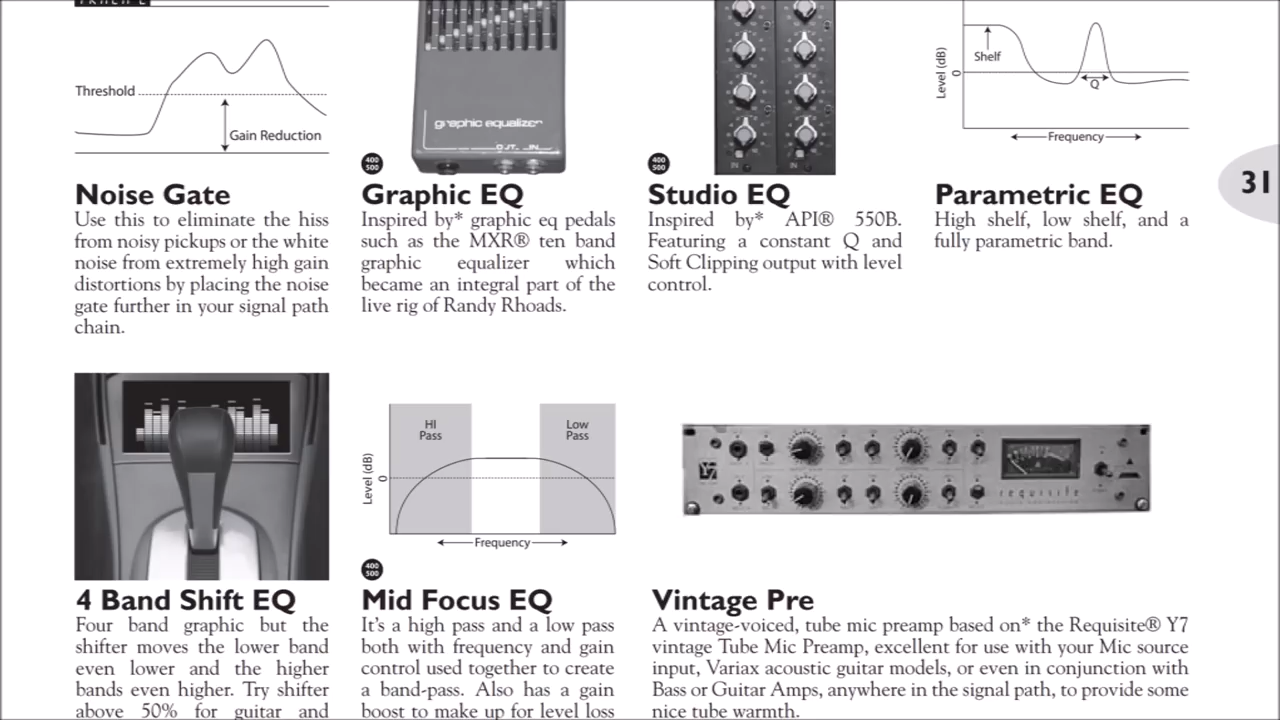 Threshold
Gain Reduction
graphic equalizer
OUT
IN
IN
Level (dB)
0
Shelf
Q
Frequency
400
500
400
500
31
Noise Gate
Use this to eliminate the hiss
from noisy pickups or the white
noise from extremely high gain
distortions by placing the noise
gate further in your signal path
chain.
Graphic EQ
Inspired by* graphic eq pedals
such as the MXR® ten band
graphic equalizer which
became an integral part of the
live rig of Randy Rhoads.
Studio EQ
Inspired by* API® 550B.
Featuring a constant Q and
Soft Clipping output with level
control.
Parametric EQ
High shelf, low shelf, and a
fully parametric band.
HI
Pass
Low
Pass
Level (dB)
0
Frequency
400
500
Y7
requisite
4 Band Shift EQ
Four band graphic but the
shifter moves the lower band
even lower and the higher
bands even higher. Try shifter
above 50% for guitar and
Mid Focus EQ
It's a high pass and a low pass
both with frequency and gain
control used together to create
a band-pass. Also has a gain
boost to make up for level loss
Vintage Pre
A vintage-voiced, tube mic preamp based on* the Requisite® Y7
vintage Tube Mic Preamp, excellent for use with your Mic source
input, Variax acoustic guitar models, or even in conjunction with
Bass or Guitar Amps, anywhere in the signal path, to provide some
nice tube warmth.